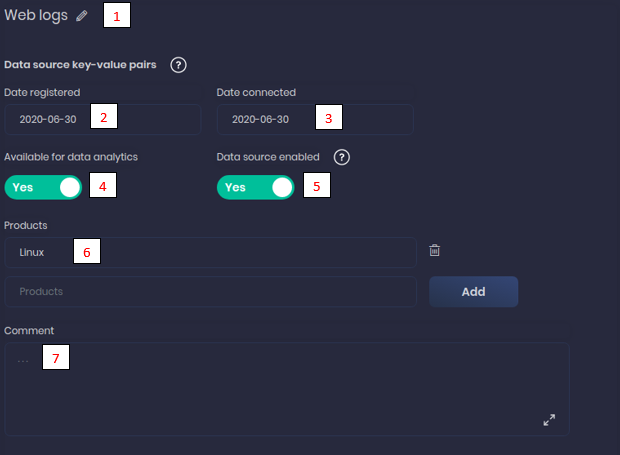 Web logs 1
Data source key-value pairs ?
Date registered Date connected
2020-06-30 2 2020-06-30 3
Available for data analytics Data source enabled ?
Yes 4 Yes 5
Products
Linux 6
Products Add
Comment
... 7